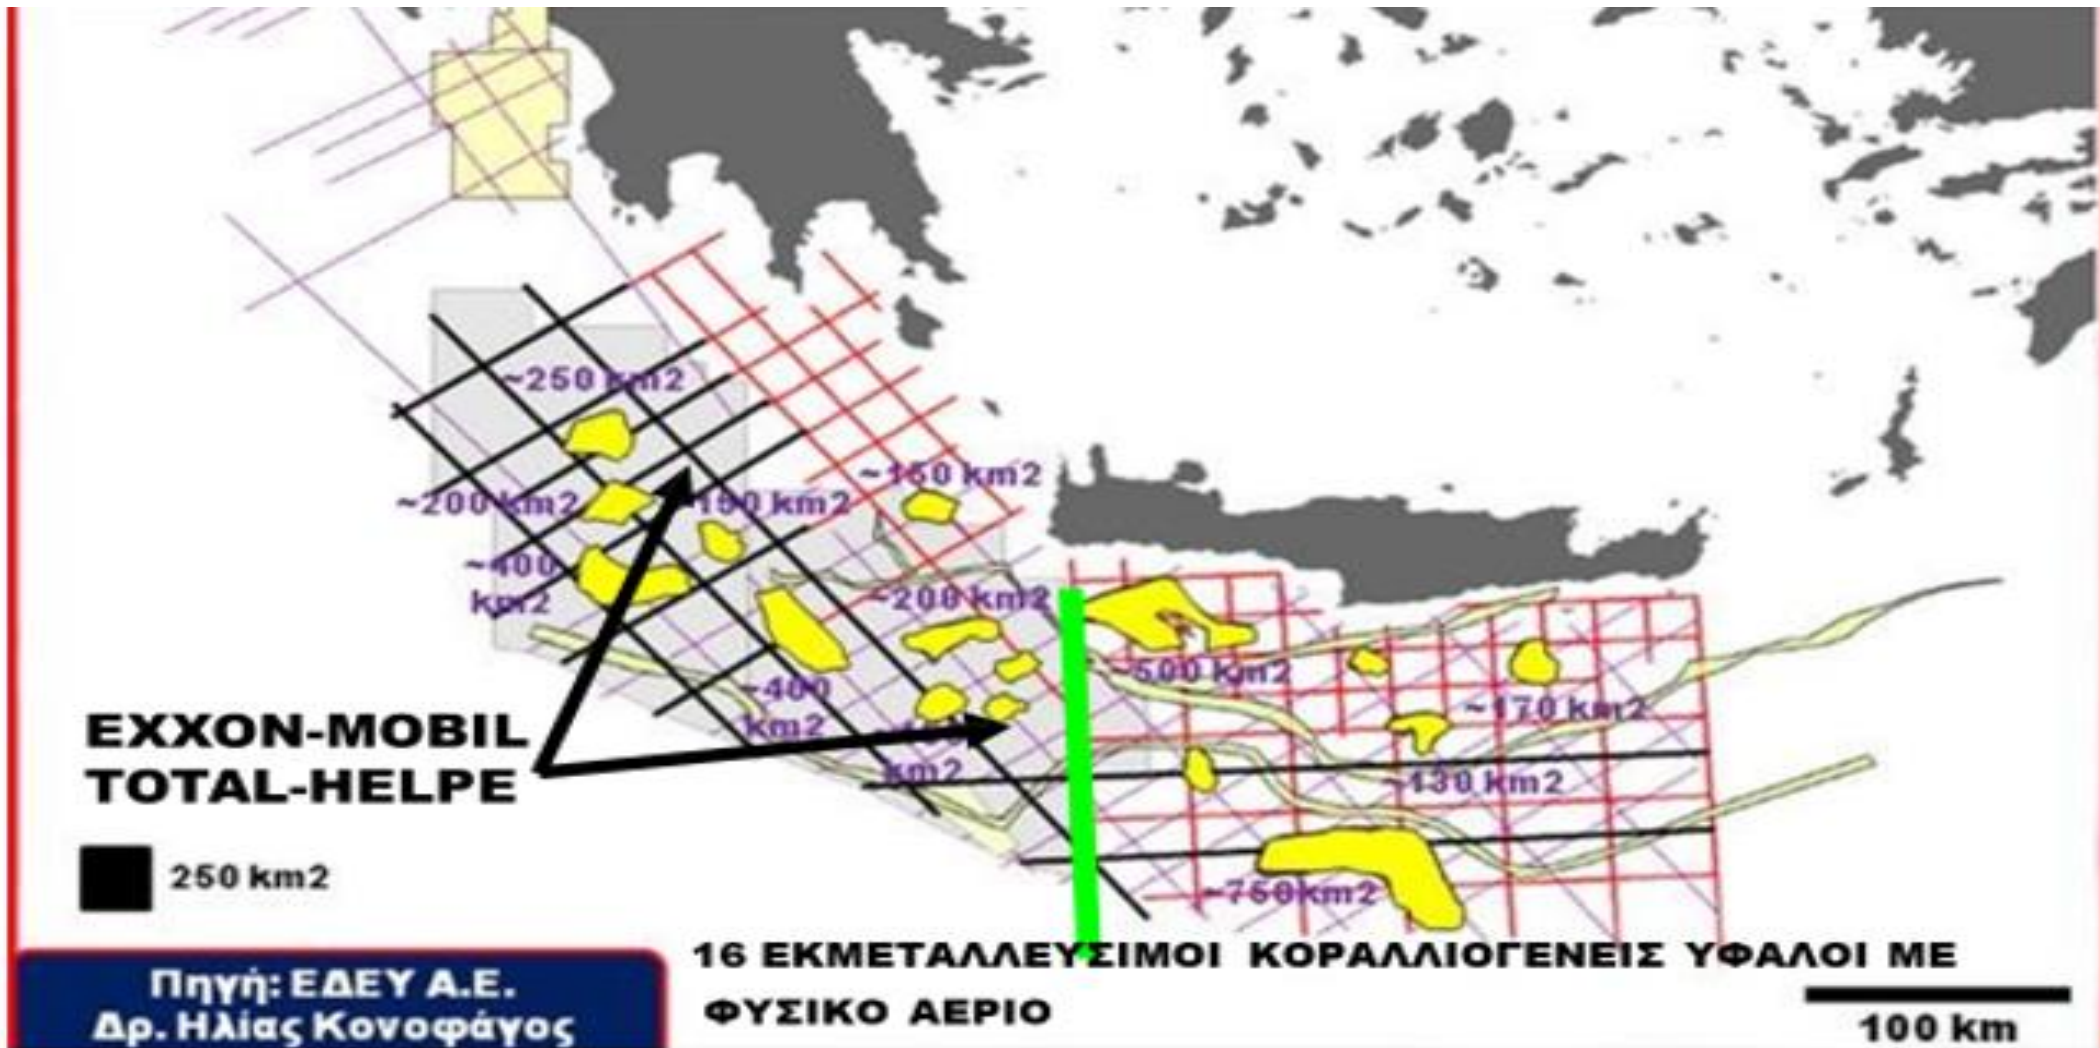 ~250 km2
~150 km2
~200 km2
~190 km2
~400
km2
~200 km2
~500 km2
~400
km2
~170 km2
km2
~130 km2
~750km2
EXXON-MOBIL
TOTAL-HELPE
250 km2
16 ΕΚΜΕΤΑΛΛΕΥΣΙΜΟΙ ΚΟΡΑΛΛΙΟΓΕΝΕΙΣ ΥΦΑΛΟΙ ΜΕ
ΦΥΣΙΚΟ ΑΕΡΙΟ
Πηγή: ΕΔΕΥ Α.Ε.
Δρ. Ηλίας Κονοφάγος
100 km